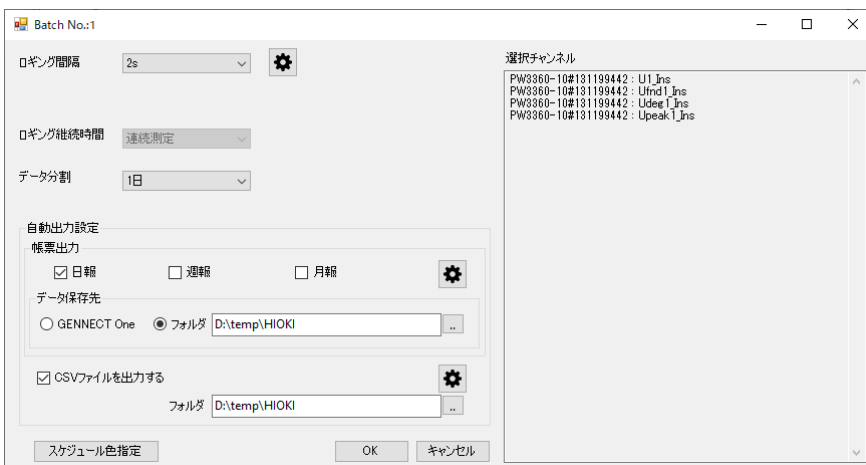 Batch No.:1
ロギング間隔
2s
ロギング継続時間
連続測定
データ分割
1日
自動出力設定
帳票出力
日報
週報
月報
データ保存先
GENNECT One
フォルダ
D:\temp\HIOKI
..
CSVファイルを出力する
フォルダ
D:\temp\HIOKI
..
スケジュール色指定
OK
キャンセル
選択チャンネル
PW3360-10#131199442 : U1_Ins
PW3360-10#131199442 : Ufnd1_Ins
PW3360-10#131199442 : Udeg1_Ins
PW3360-10#131199442 : Upeak1_Ins